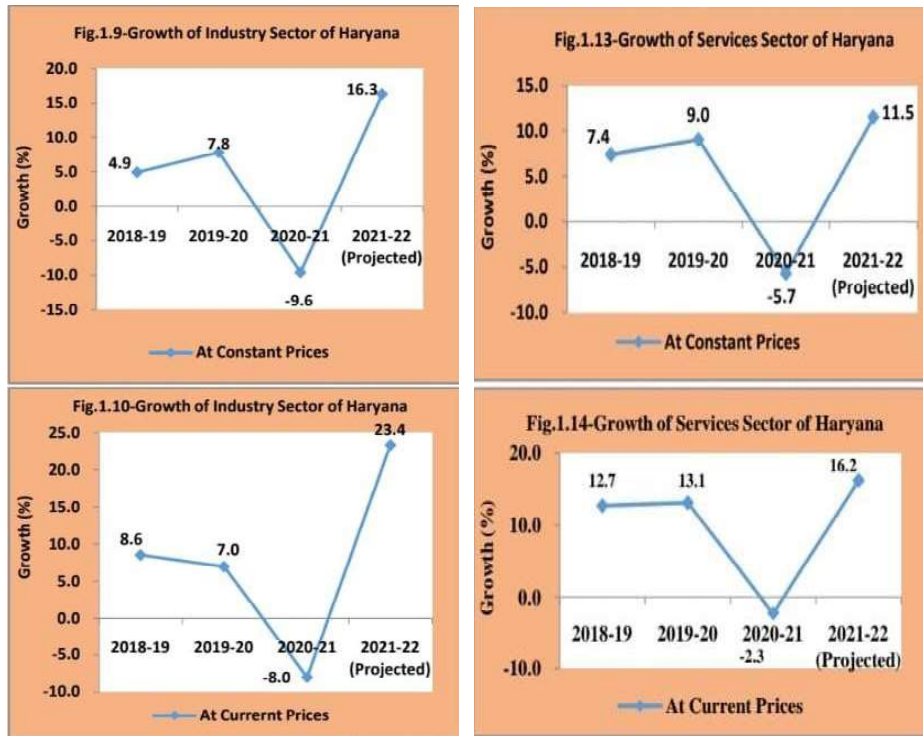 Fig.1.9-Growth of Industry Sector of Haryana
Growth (%)
20.0
15.0
10.0
5.0
0.0
-5.0
-10.0
-15.0
4.9
7.8
-9.6
16.3
2018-19 2019-20 2020-21 2021-22
(Projected)
At Constant Prices
Fig.1.13-Growth of Services Sector of Haryana
Growth (%)
15.0
10.0
5.0
0.0
-5.0
-10.0
7.4
9.0
-5.7
11.5
2018-19 2019-20 2020-21 2021-22
(Projected)
At Constant Prices
Fig.1.10-Growth of Industry Sector of Haryana
Growth (%)
25.0
20.0
15.0
10.0
5.0
0.0
-5.0
-10.0
8.6
7.0
-8.0
23.4
2018-19 2019-20 2020-21 2021-22
(Projected)
At Currernt Prices
Fig.1.14-Growth of Services Sector of Haryana
Growth (%)
20.0
10.0
0.0
-10.0
12.7
13.1
-2.3
16.2
2018-19 2019-20 2020-21 2021-22
(Projected)
At Current Prices